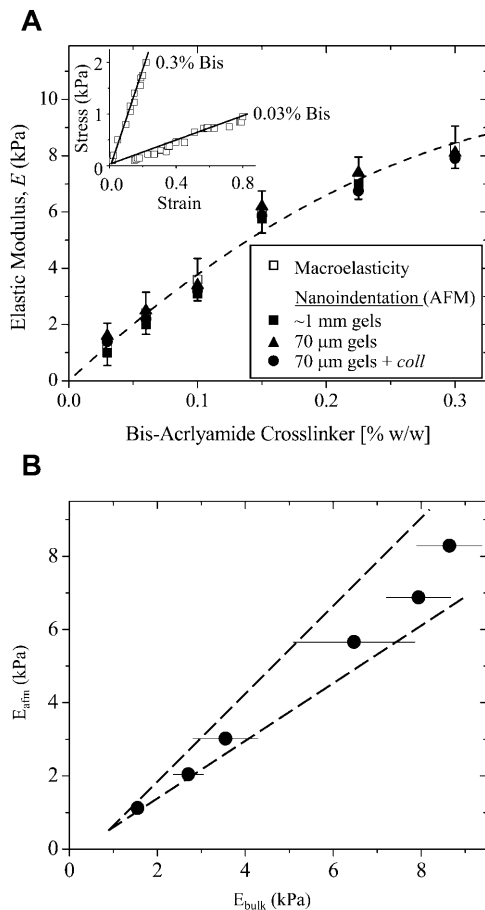 A
Elastic Modulus, E (kPa)
10
8
6
4
2
0
0.0
0.1
0.2
0.3
Bis-Acrlyamide Crosslinker [% w/w]
Stress (kPa)
2
1
0
0.0
0.4
0.8
Strain
0.3% Bis
0.03% Bis
Macroelasticity
Nanoindentation (AFM)
~1 mm gels
70 μm gels
70 μm gels + coll
B
E afm (kPa)
8
6
4
2
0
0
2
4
6
8
E bulk (kPa)